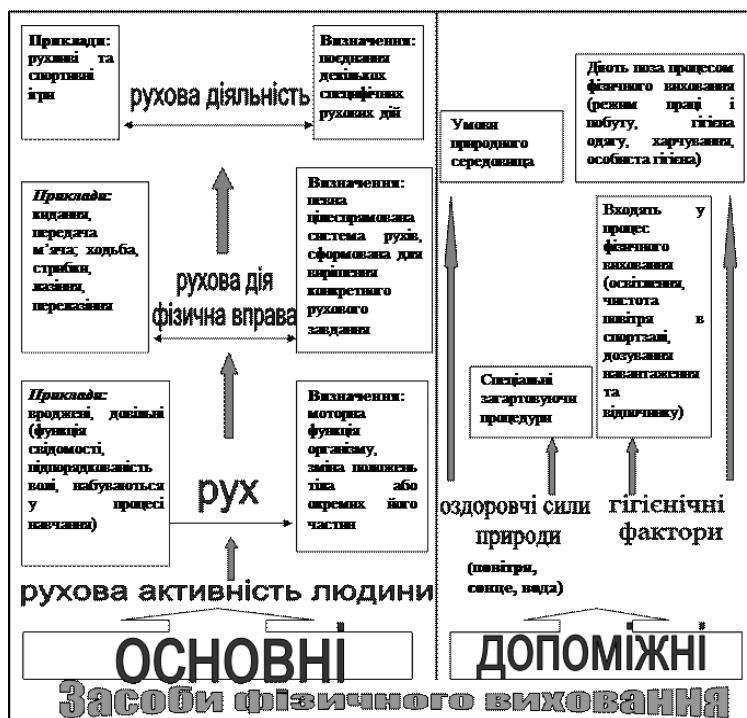 Приклади:
рухливі та
спортивні
ігри
рухова діяльність
Визначення:
поєднання
декількох
специфічних
рухових дій
Приклади:
кидання,
передача
м’яча; ходьба,
стрибки,
лазіння,
перелазіння
рухова дія
фізична вправа
Визначення:
певна
цілеспрямована
система рухів,
сформована для
вирішення
конкретного
рухового
завдання
Приклади:
вроджені, довільні
(функція
свідомості,
підпорядкованість
волі, набуваються
у процесі
навчання)
рух
Визначення:
моторна
функція
організму,
зміна положень
тіла або
окремих його
частин
рухова активність людини
ОСНОВНІ
Умови
природного
середовища
Діють поза процесом
фізичного виховання
(режим праці і
побуту, гігієна
одягу, харчування,
особиста гігієна)
Спеціальні
загартовуючи
процедури
Входять у
процес
фізичного
виховання
(освітлення,
чистота
повітря в
спортзалі,
дозування
навантаження
та
відпочинку)
оздоровчі сили
природи
(повітря,
сонце, вода)
гігієнічні
фактори
ДОПОМІЖНІ
Засоби фізичного виховання